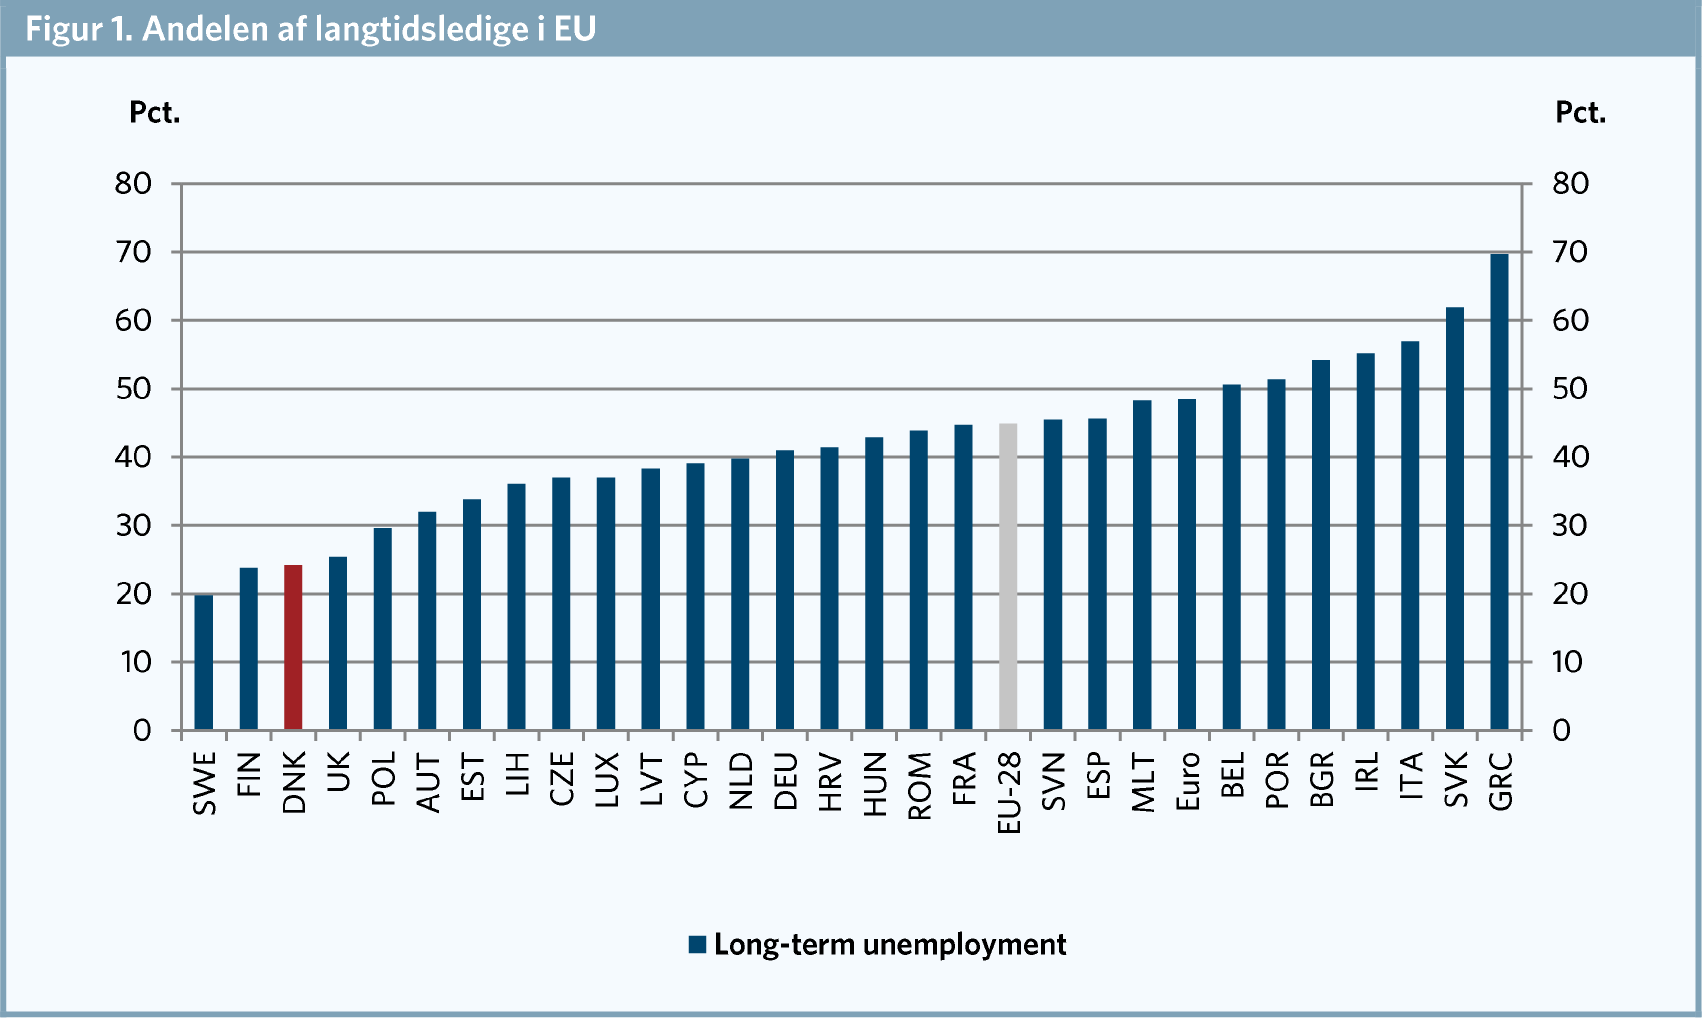 Figur 1. Andelen af langtidsledige i EU
Pct. Pct.
80 80
70 70
60 60
50 50
40 40
30 30
20 20
10 10
0 0
SVE FIN DNK UK POL AUT EST LIH CZE LUX LVT CYP NLD DEU HRV HUN ROM FRA EU-28 SVN ESP MLT Euro BEL POR BGR IRL ITA SVK GRC
Long-term unemployment